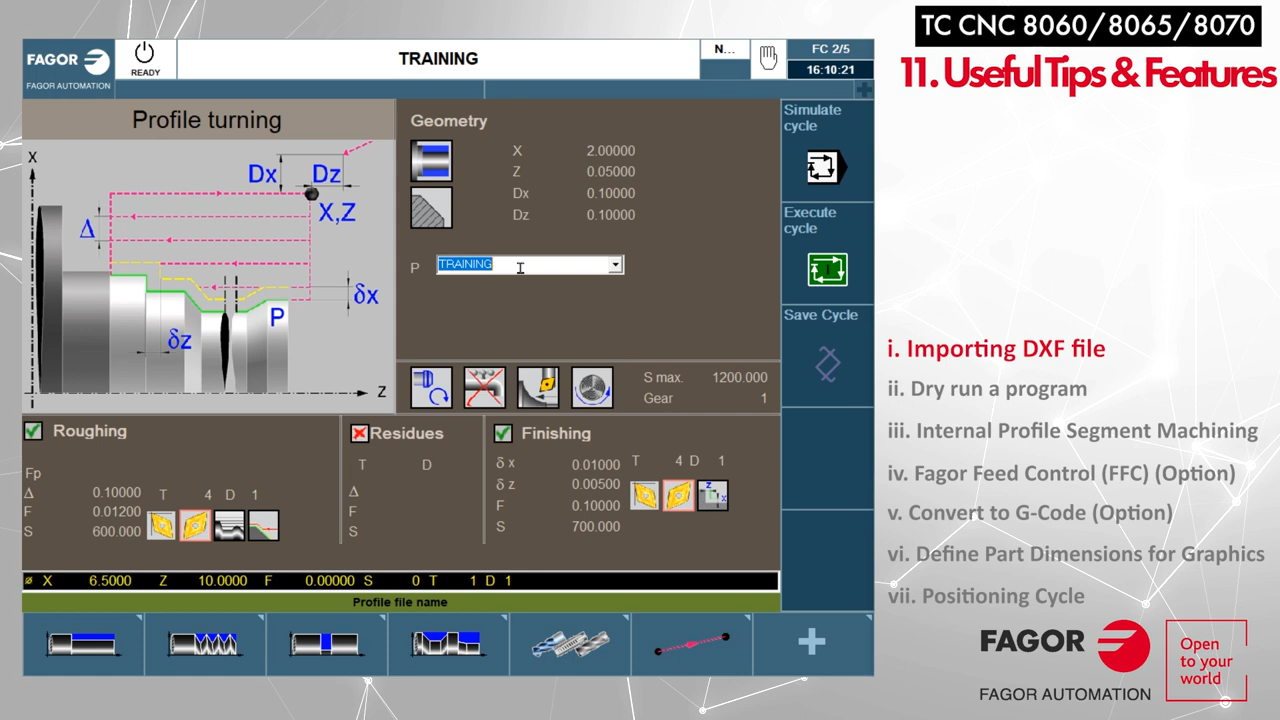 TC CNC 8060/8065/8070
11. Useful Tips & Features
FAGOR
FAGOR AUTOMATION
READY
TRAINING
N...
FC 2/5
16:10:21
Profile turning
X
Dx
Dz
X,Z
Δ
δx
P
δz
Z
Geometry
X 2.00000
Z 0.05000
Dx 0.10000
Dz 0.10000
P TRAINING
S max. 1200.000
Gear 1
Simulate
cycle
Execute
cycle
Save Cycle
Roughing
Fp
Δ 0.10000 T 4 D 1
F 0.01200
S 600.000
Residues
T D
Δ
F
S
Finishing
δ x 0.01000 T 4 D 1
δ z 0.00500
F 0.10000
S 700.000
z
x
ø X 6.5000 Z 10.0000 F 0.00000 S 0 T 1 D 1
Profile file name
i. Importing DXF file
ii. Dry run a program
iii. Internal Profile Segment Machining
iv. Fagor Feed Control (FFC) (Option)
v. Convert to G-Code (Option)
vi. Define Part Dimensions for Graphics
vii. Positioning Cycle
FAGOR
FAGOR AUTOMATION
Open
to your
world